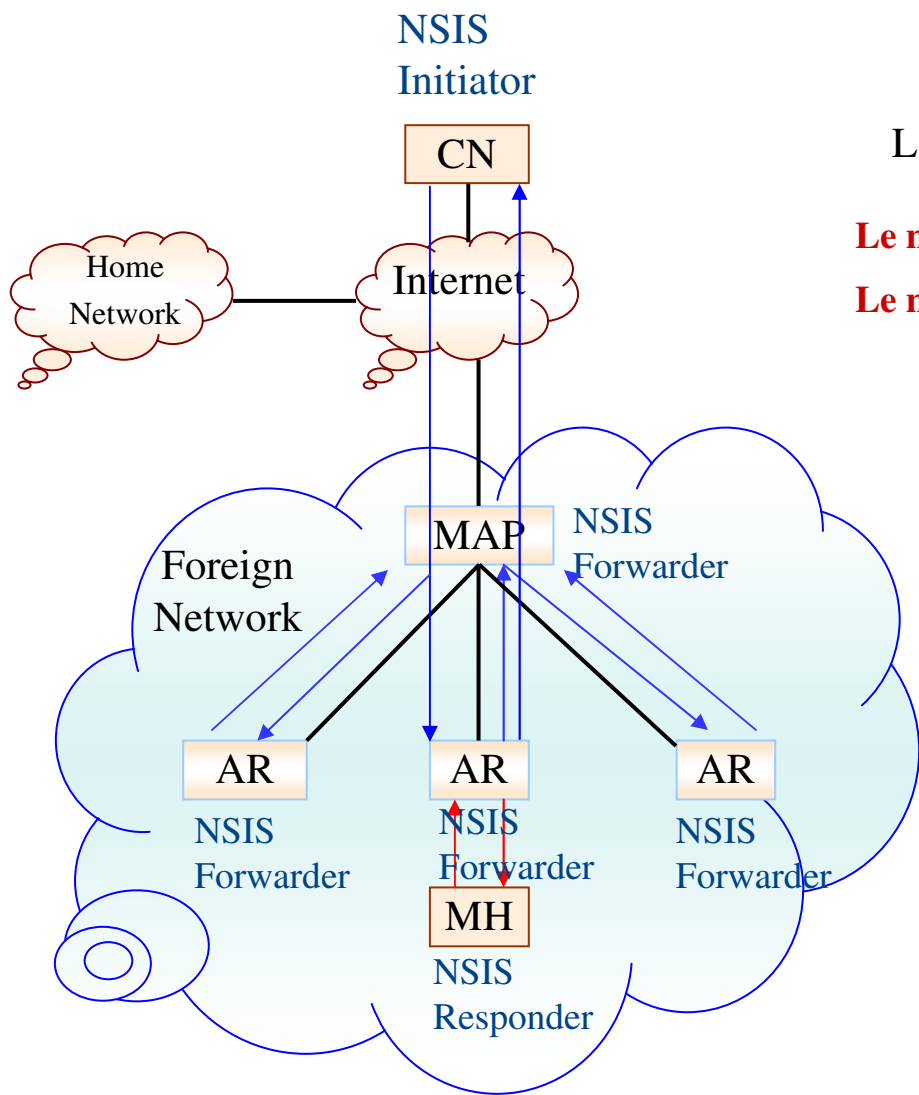 NSIS
Initiator
CN
L
Le
Le
Home
Network
Internet
MAP
NSIS
Forwarder
Foreign
Network
AR
AR
AR
NSIS
Forwarder
NSIS
Forwarder
NSIS
Forwarder
MH
NSIS
Responder